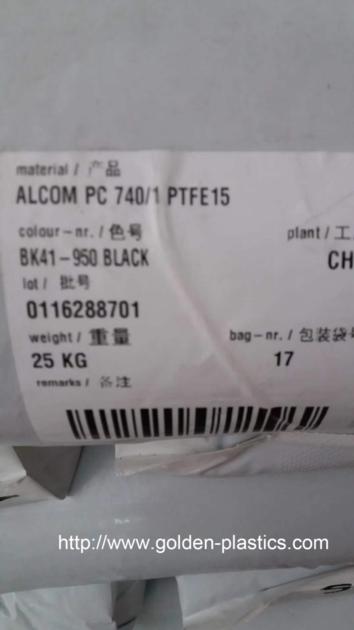 material / 产品
ALCOM PC 740/1 PTFE15
colour-nr. / 色号 plant / 工
BK41-950 BLACK CH
lot / 批号
0116288701
weight / 重量 bag-nr. / 包装袋号
25 KG 17
remarks / 备注
http://www.golden-plastics.com